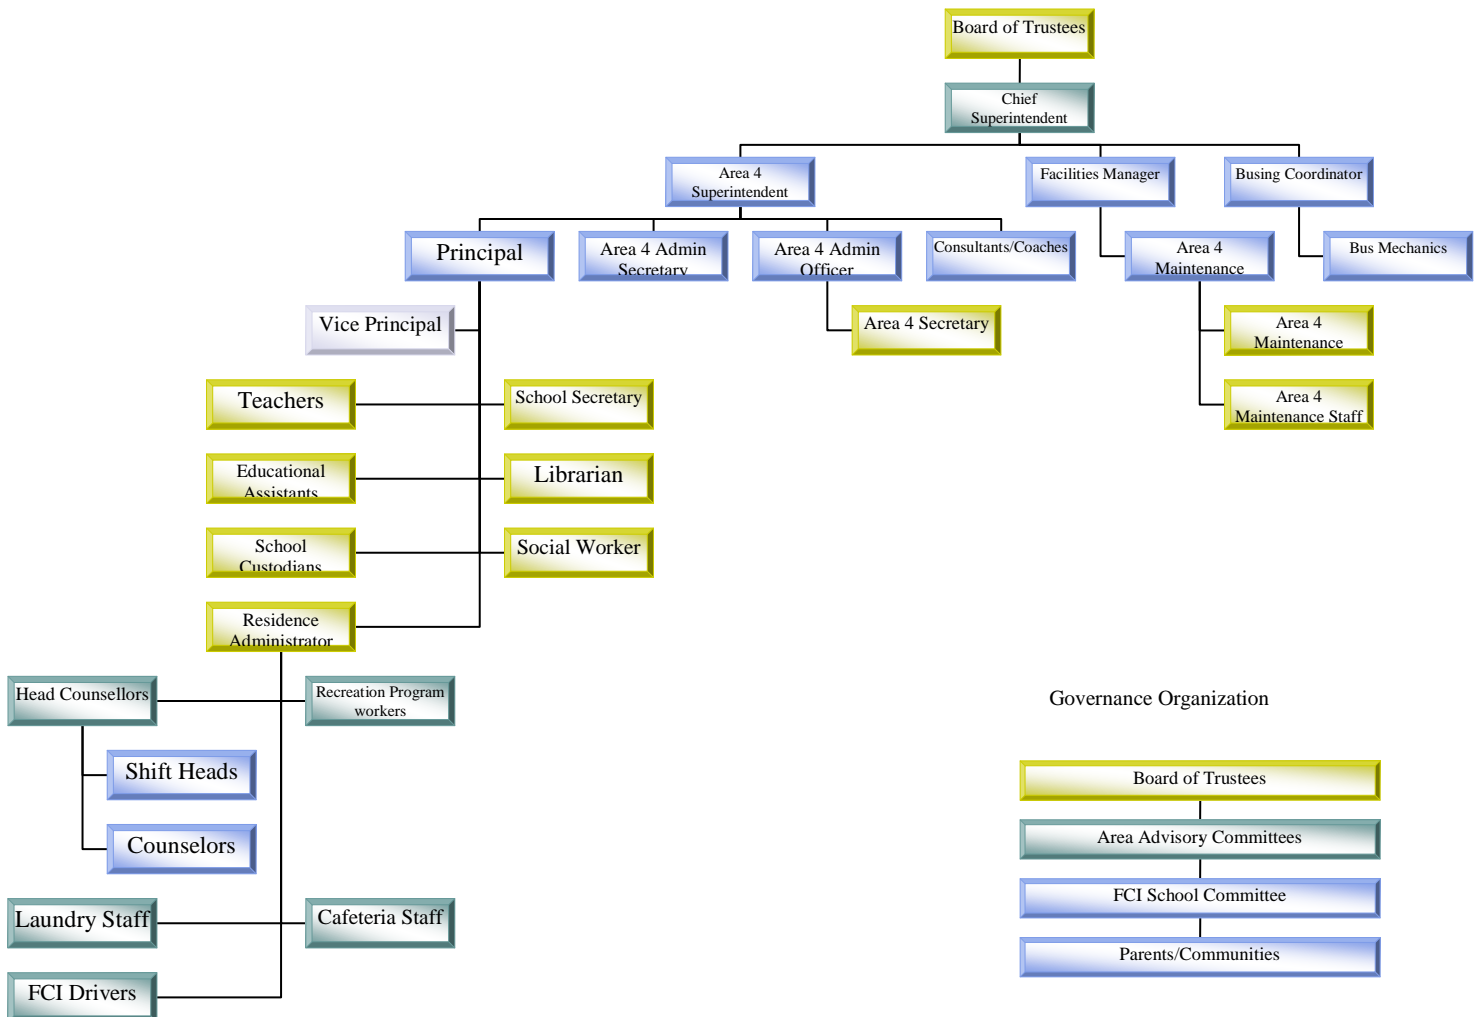 Board of Trustees
Chief
Superintendent
Area 4
Superintendent
Facilities Manager
Busing Coordinator
Principal
Area 4 Admin
Secretary
Area 4 Admin
Officer
Consultants/Coaches
Area 4
Maintenance
Bus Mechanics
Vice Principal
Area 4 Secretary
Area 4
Maintenance
Teachers
School Secretary
Area 4
Maintenance Staff
Educational
Assistants
Librarian
School
Custodians
Social Worker
Residence
Administrator
Head Counsellors
Recreation Program
workers
Governance Organization
Shift Heads
Board of Trustees
Counselors
Area Advisory Committees
FCI School Committee
Laundry Staff
Cafeteria Staff
Parents/Communities
FCI Drivers